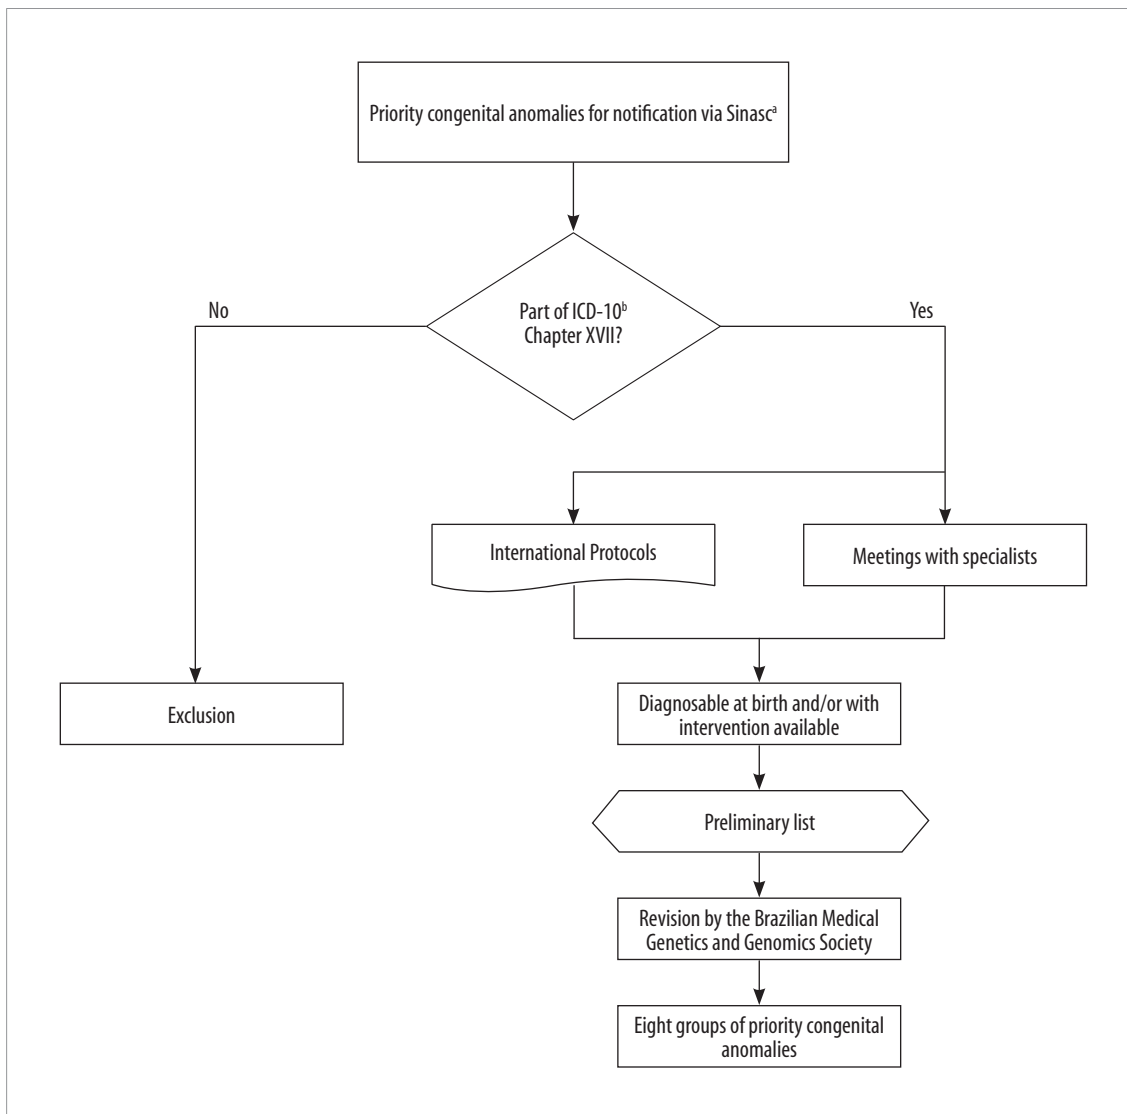 Priority congenital anomalies for notification via Sinascᵃ
Part of ICD-10ᵇ
Chapter XVII?
No
Yes
International Protocols
Meetings with specialists
Diagnosable at birth and/or with
intervention available
Exclusion
Preliminary list
Revision by the Brazilian Medical
Genetics and Genomics Society
Eight groups of priority congenital
anomalies